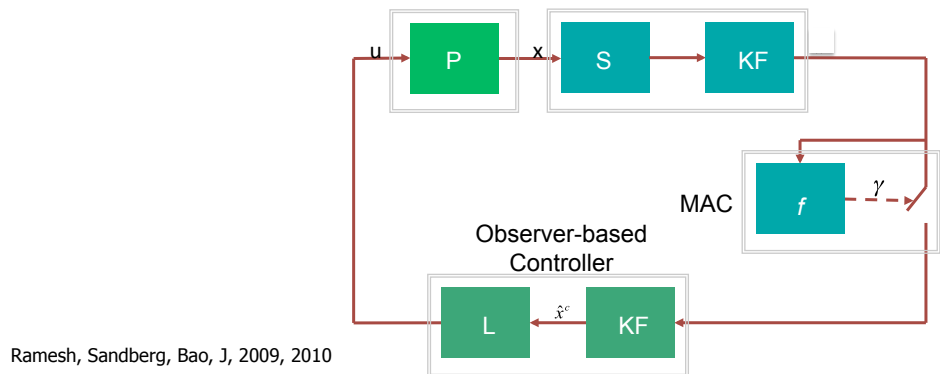 u
P
x
S
KF
MAC
f
γ
Observer-based
Controller
L
x̂ᶜ
KF
Ramesh, Sandberg, Bao, J, 2009, 2010